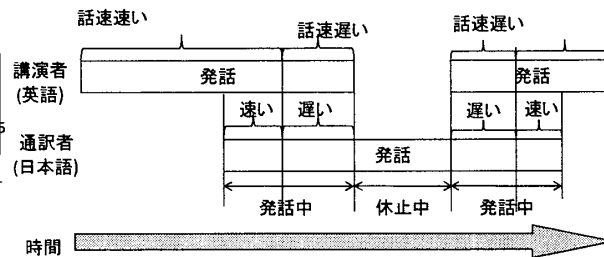 話速速い
話速遅い
話速遅い
講演者
(英語)
発話
発話
速い
遅い
遅い
速い
5
通訳者
(日本語)
発話
発話中
休止中
発話中
時間